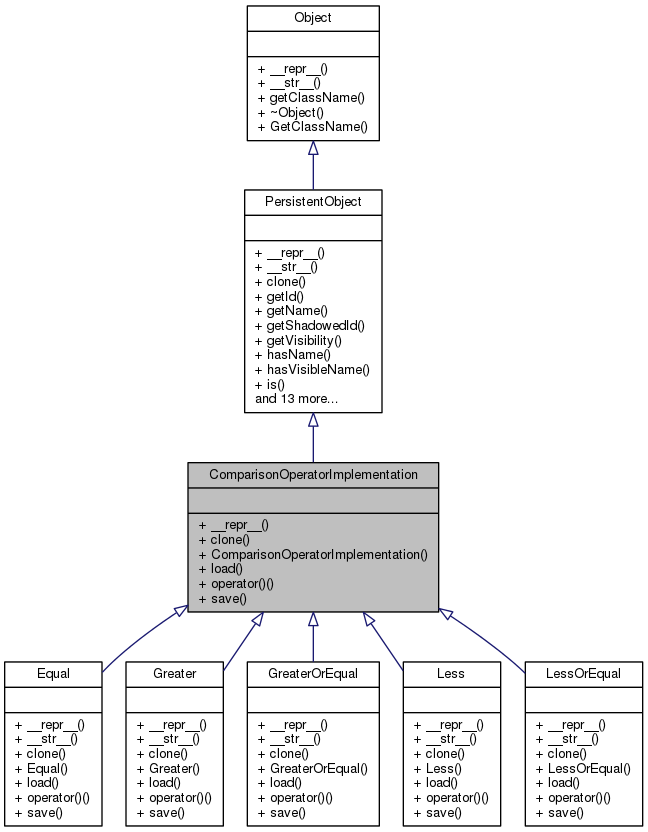 Object
+ __repr__()
+ __str__()
+ getClassName()
+ ~Object()
+ GetClassName()
PersistentObject
+ __repr__()
+ __str__()
+ clone()
+ getId()
+ getName()
+ getShadowedId()
+ getVisibility()
+ hasName()
+ hasVisibleName()
+ is()
and 13 more...
ComparisonOperatorImplementation
+ __repr__()
+ clone()
+ ComparisonOperatorImplementation()
+ load()
+ operator()()
+ save()
Equal
+ __repr__()
+ __str__()
+ clone()
+ Equal()
+ load()
+ operator()()
+ save()
Greater
+ __repr__()
+ __str__()
+ clone()
+ Greater()
+ load()
+ operator()()
+ save()
GreaterOrEqual
+ __repr__()
+ __str__()
+ clone()
+ GreaterOrEqual()
+ load()
+ operator()()
+ save()
Less
+ __repr__()
+ __str__()
+ clone()
+ Less()
+ load()
+ operator()()
+ save()
LessOrEqual
+ __repr__()
+ __str__()
+ clone()
+ LessOrEqual()
+ load()
+ operator()()
+ save()